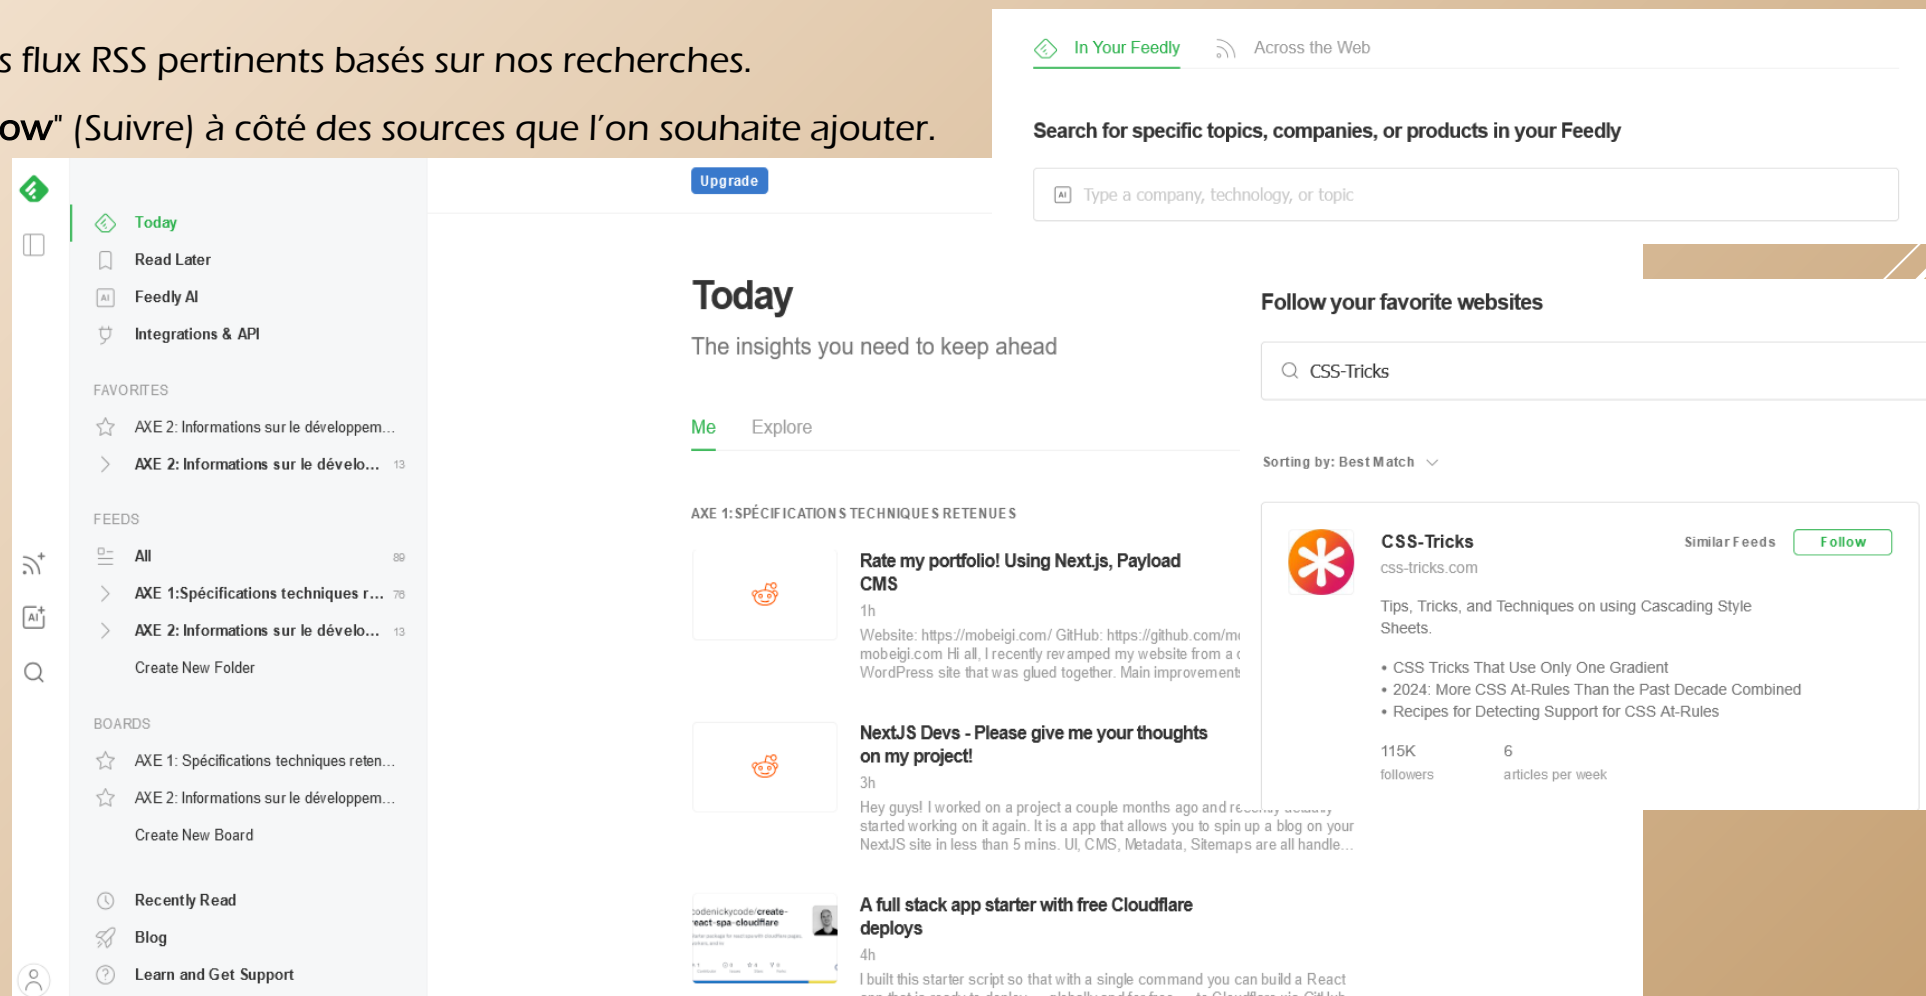 s flux RSS pertinents basés sur nos recherches.
ow" (Suivre) à côté des sources que l'on souhaite ajouter.
In Your Feedly
Across the Web
Search for specific topics, companies, or products in your Feedly
AI Type a company, technology, or topic
Upgrade
Today
Read Later
AI Feedly AI
Integrations & API
FAVORITES
AXE 2: Informations sur le développem...
AXE 2: Informations sur le dévelo... 13
FEEDS
All 89
AXE 1:Spécifications techniques r... 76
AXE 2: Informations sur le dévelo... 13
Create New Folder
BOARDS
AXE 1: Spécifications techniques reten...
AXE 2: Informations sur le développem...
Create New Board
Recently Read
Blog
Learn and Get Support
AI
Today
The insights you need to keep ahead
Me Explore
AXE 1:SPÉCIFICATIONS TECHNIQUES RETENUES
Rate my portfolio! Using Next.js, Payload
CMS
1h
Website: https://mobeigi.com/ GitHub: https://github.com/m
mobeigi.com Hi all, I recently revamped my website from a
WordPress site that was glued together. Main improvements
NextJS Devs - Please give me your thoughts
on my project!
3h
Hey guys! I worked on a project a couple months ago and recently actually
started working on it again. It is a app that allows you to spin up a blog on your
NextJS site in less than 5 mins. UI, CMS, Metadata, Sitemaps are all handle...
codenickycode/create-
react-spa-cloudflare
A full stack app starter with free Cloudflare
deploys
4h
I built this starter script so that with a single command you can build a React
Follow your favorite websites
CSS-Tricks
Sorting by: Best Match
CSS-Tricks
Similar Feeds Follow
css-tricks.com
Tips, Tricks, and Techniques on using Cascading Style
Sheets.
• CSS Tricks That Use Only One Gradient
• 2024: More CSS At-Rules Than the Past Decade Combined
• Recipes for Detecting Support for CSS At-Rules
115K 6
followers articles per week